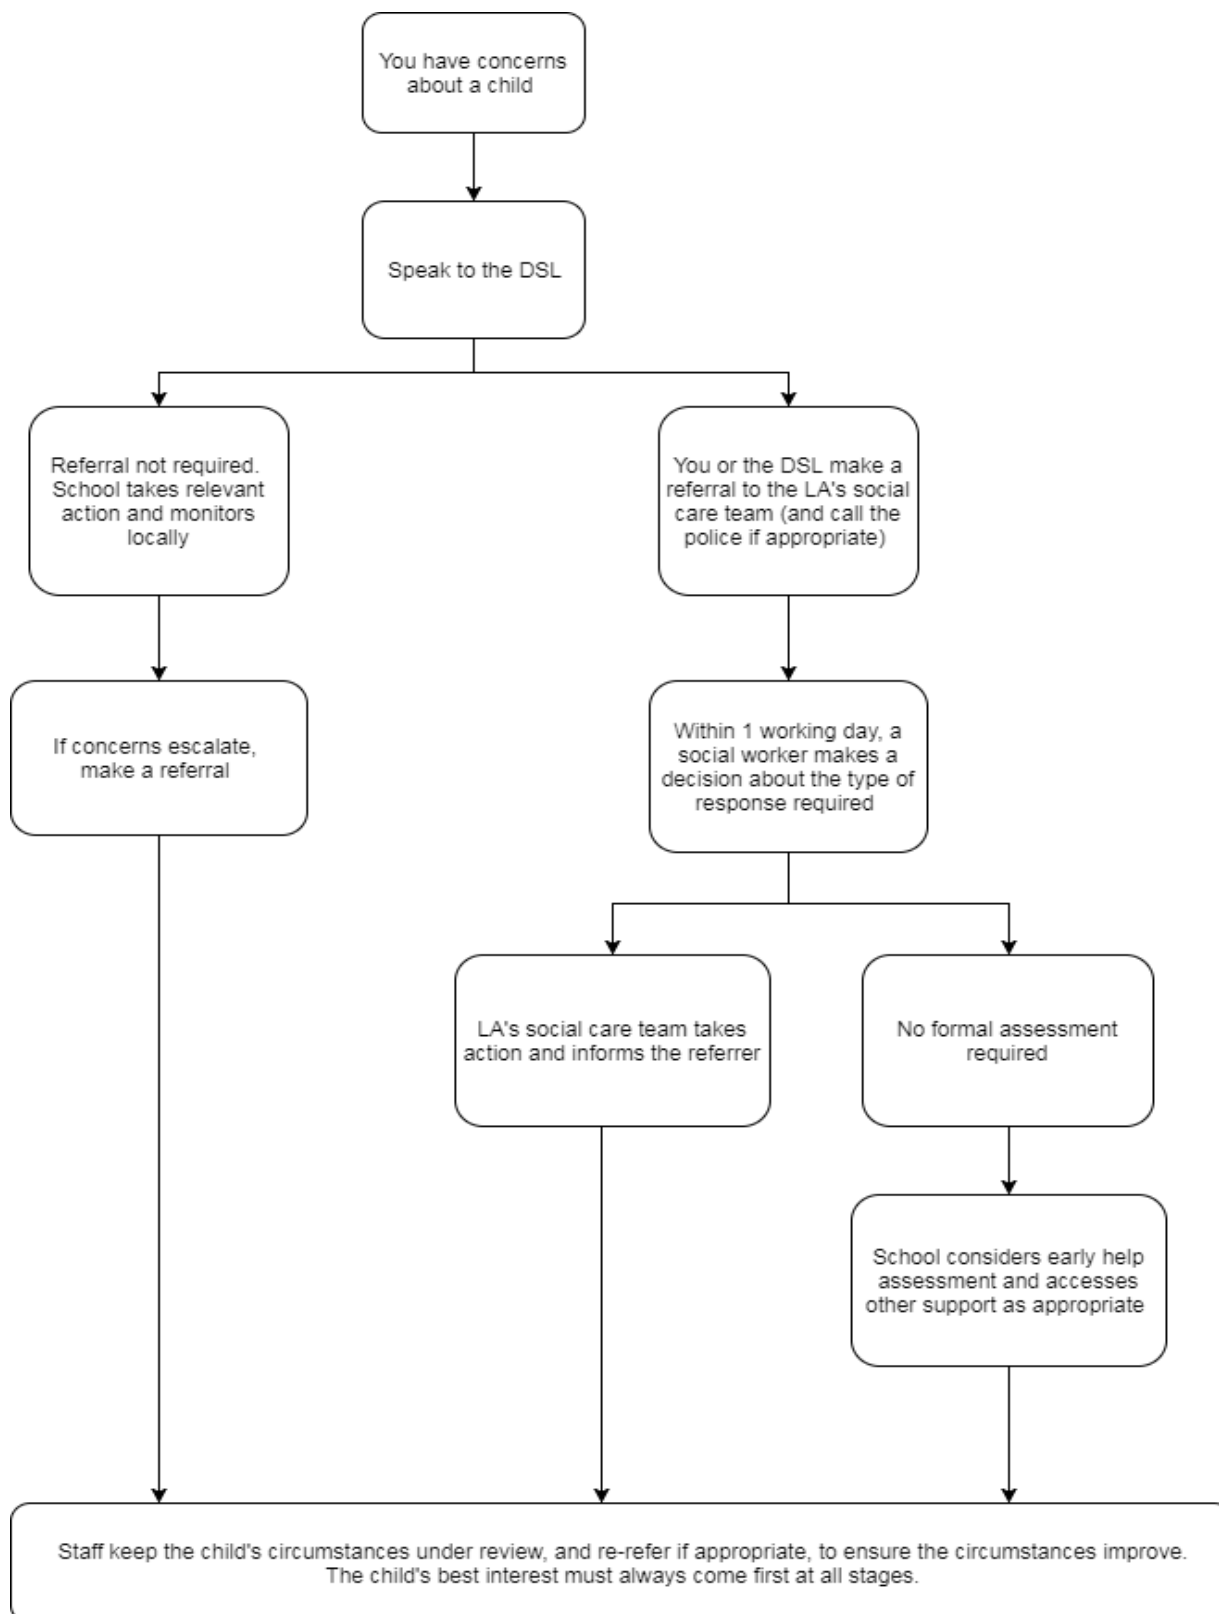 You have concerns
about a child
Speak to the DSL
Referral not required.
School takes relevant
action and monitors
locally
You or the DSL make a
referral to the LA's social
care team (and call the
police if appropriate)
If concerns escalate,
make a referral
Within 1 working day, a
social worker makes a
decision about the type of
response required
LA's social care team takes
action and informs the referrer
No formal assessment
required
School considers early help
assessment and accesses
other support as appropriate
Staff keep the child's circumstances under review, and re-refer if appropriate, to ensure the circumstances improve.
The child's best interest must always come first at all stages.